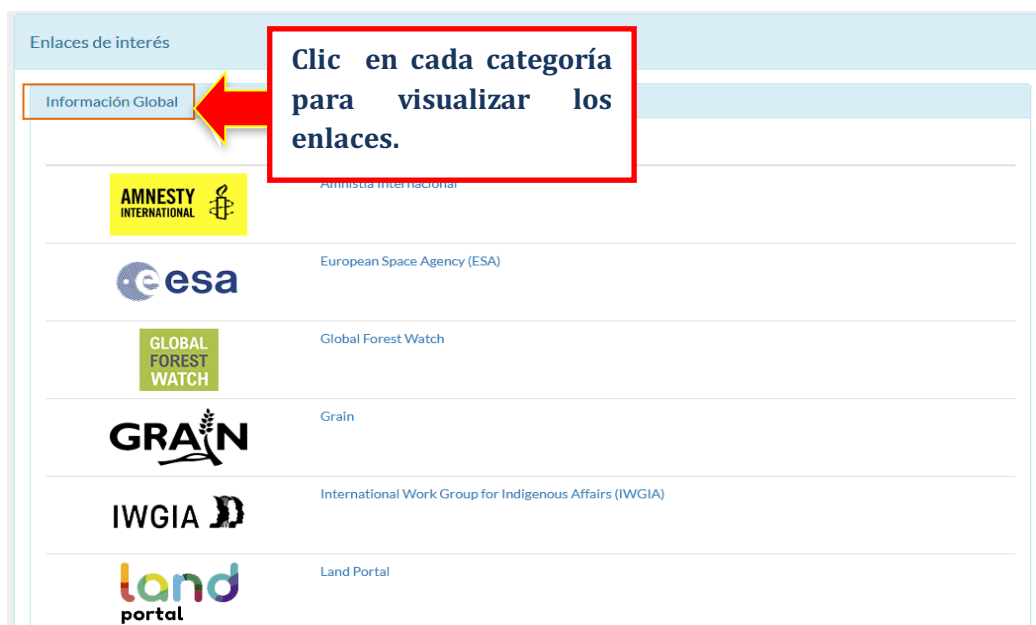 Enlaces de interés
Clic en cada categoría
para visualizar los
enlaces.
Información Global
Amnistía Internacional
AMNESTY
INTERNATIONAL
esa
European Space Agency (ESA)
GLOBAL
FOREST
WATCH
Global Forest Watch
GRAIN
Grain
IWGIA
International Work Group for Indigenous Affairs (IWGIA)
land
portal
Land Portal